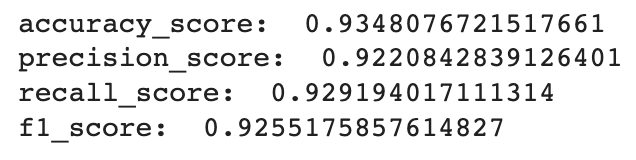 accuracy_score:  0.9348076721517661
precision_score:  0.9220842839126401
recall_score:  0.929194017111314
f1_score:  0.9255175857614827